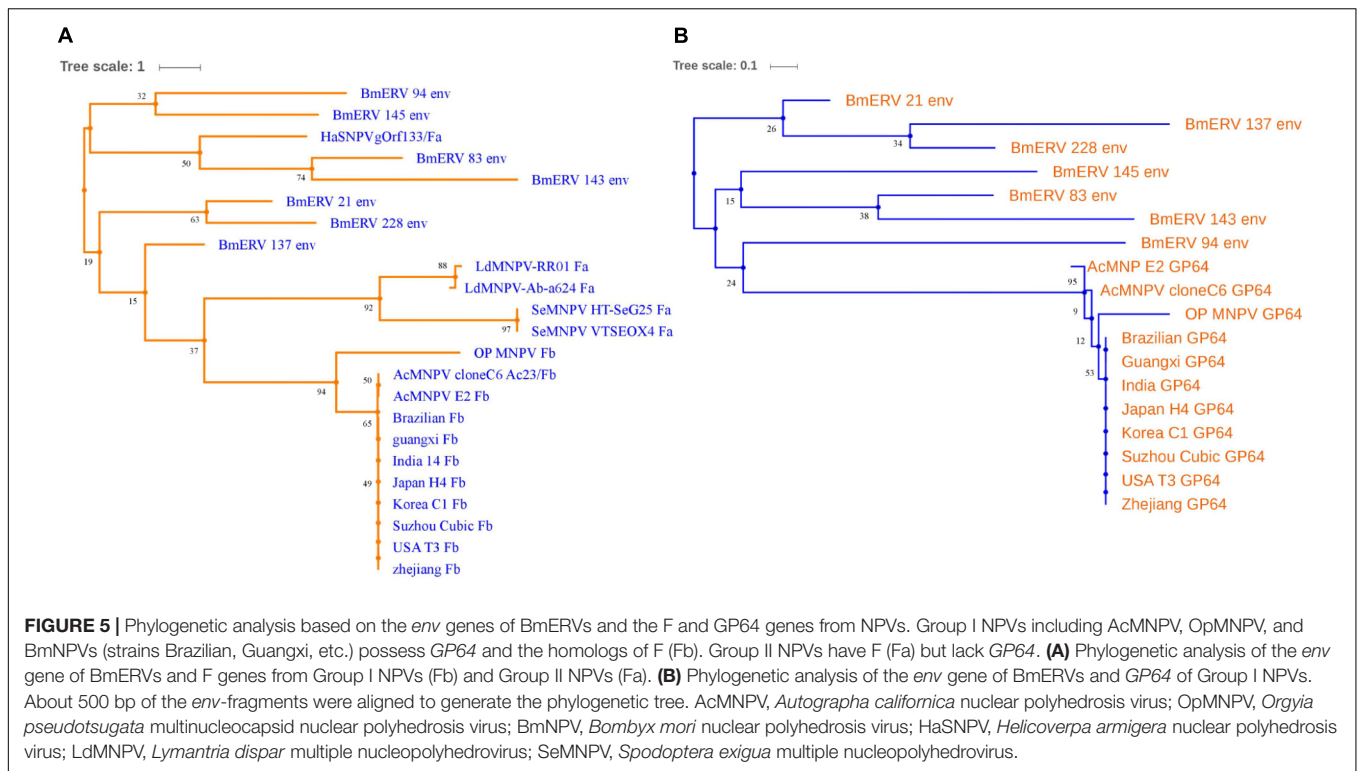 A
Tree scale: 1
32
BmERV 94 env
BmERV 145 env
HaSNPVgOrf133/Fa
50
BmERV 83 env
74
BmERV 143 env
BmERV 21 env
63
BmERV 228 env
BmERV 137 env
19
88
LdMNPV-RR01 Fa
LdMNPV-Ab-a624 Fa
15
92
SeMNPV HT-SeG25 Fa
97
SeMNPV VTSEOX4 Fa
37
OP MNPV Fb
50
AcMNPV cloneC6 Ac23/Fb
94
AcMNPV E2 Fb
65
Brazilian Fb
guangxi Fb
India 14 Fb
49
Japan H4 Fb
Korea C1 Fb
Suzhou Cubic Fb
USA T3 Fb
zhejiang Fb
B
Tree scale: 0.1
BmERV 21 env
26
BmERV 137 env
34
BmERV 228 env
BmERV 145 env
15
BmERV 83 env
38
BmERV 143 env
BmERV 94 env
24
AcMNP E2 GP64
95
AcMNPV cloneC6 GP64
9
OP MNPV GP64
12
Brazilian GP64
Guangxi GP64
53
India GP64
Japan H4 GP64
Korea C1 GP64
Suzhou Cubic GP64
USA T3 GP64
Zhejiang GP64
FIGURE 5 | Phylogenetic analysis based on the env genes of BmERVs and the F and GP64 genes from NPVs. Group I NPVs including AcMNPV, OpMNPV, and
BmNPVs (strains Brazilian, Guangxi, etc.) possess GP64 and the homologs of F (Fb). Group II NPVs have F (Fa) but lack GP64. (A) Phylogenetic analysis of the env
gene of BmERVs and F genes from Group I NPVs (Fb) and Group II NPVs (Fa). (B) Phylogenetic analysis of the env gene of BmERVs and GP64 of Group I NPVs.
About 500 bp of the env-fragments were aligned to generate the phylogenetic tree. AcMNPV, Autographa californica nuclear polyhedrosis virus; OpMNPV, Orgyia
pseudotsugata multinucleocapsid nuclear polyhedrosis virus; BmNPV, Bombyx mori nuclear polyhedrosis virus; HaSNPV, Helicoverpa armigera nuclear polyhedrosis
virus; LdMNPV, Lymantria dispar multiple nucleopolyhedrovirus; SeMNPV, Spodoptera exigua multiple nucleopolyhedrovirus.